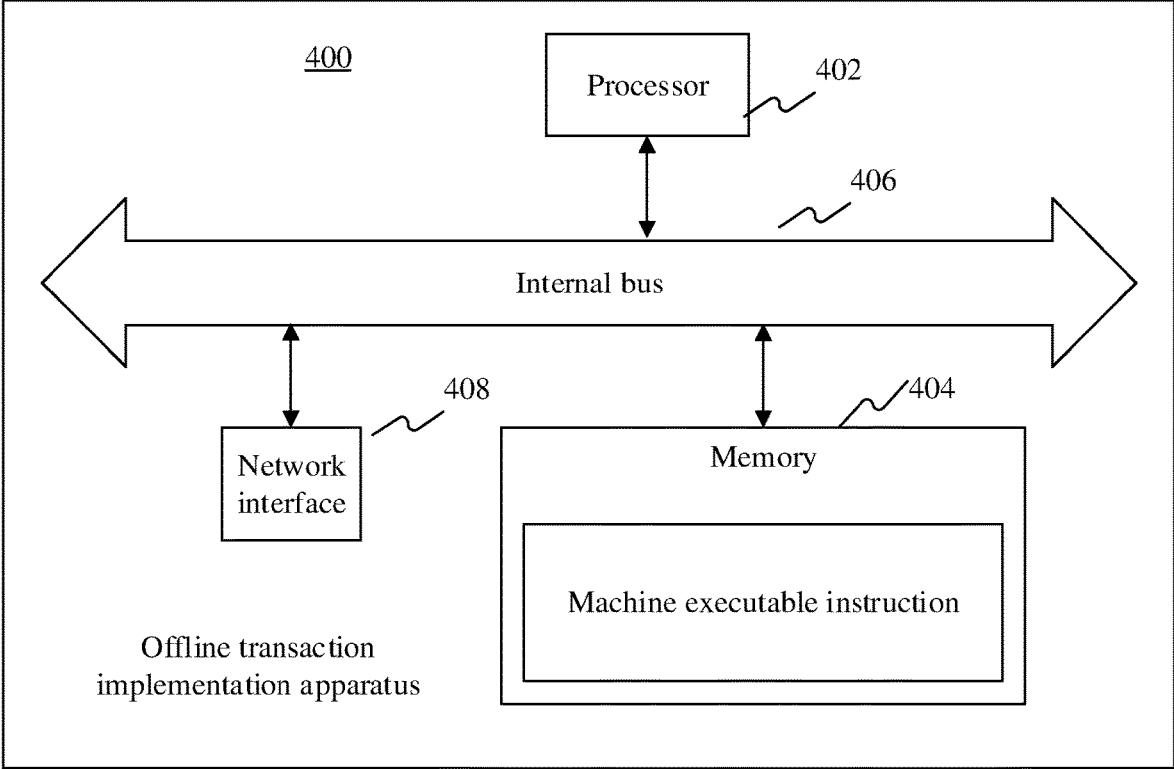 400
Processor
402
406
Internal bus
408
404
Network
interface
Memory
Machine executable instruction
Offline transaction
implementation apparatus